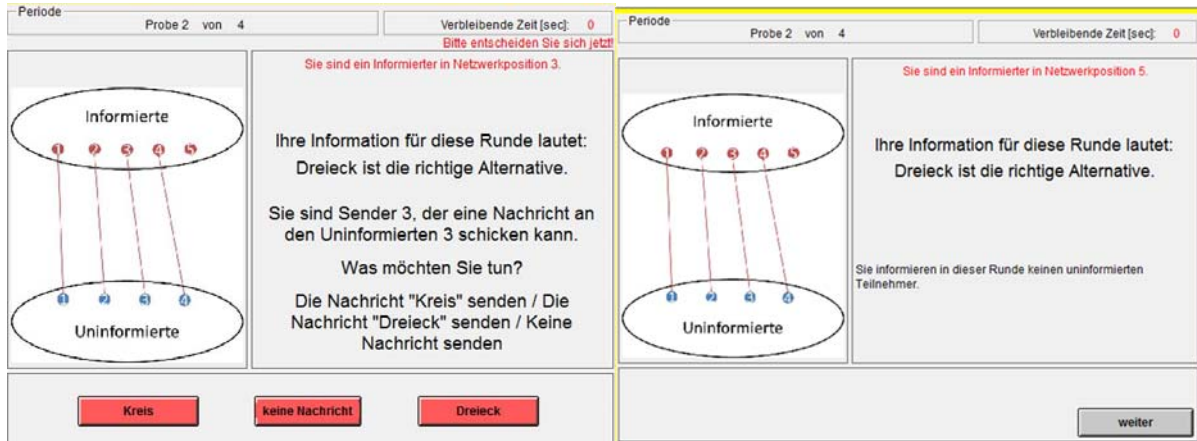 Periode
Probe 2 von 4
Verbleibende Zeit [sec]: 0
Bitte entscheiden Sie sich jetzt!
Informierte
1 2 3 4 5
1 2 3 4
Uninformierte
Sie sind ein Informierter in Netzwerkposition 3.
Ihre Information für diese Runde lautet:
Dreieck ist die richtige Alternative.
Sie sind Sender 3, der eine Nachricht an
den Uninformierten 3 schicken kann.
Was möchten Sie tun?
Die Nachricht "Kreis" senden / Die
Nachricht "Dreieck" senden / Keine
Nachricht senden
Kreis
keine Nachricht
Dreieck
Periode
Probe 2 von 4
Verbleibende Zeit [sec]: 0
Informierte
1 2 3 4 5
1 2 3 4
Uninformierte
Sie sind ein Informierter in Netzwerkposition 5.
Ihre Information für diese Runde lautet:
Dreieck ist die richtige Alternative.
Sie informieren in dieser Runde keinen uninformierten
Teilnehmer.
weiter